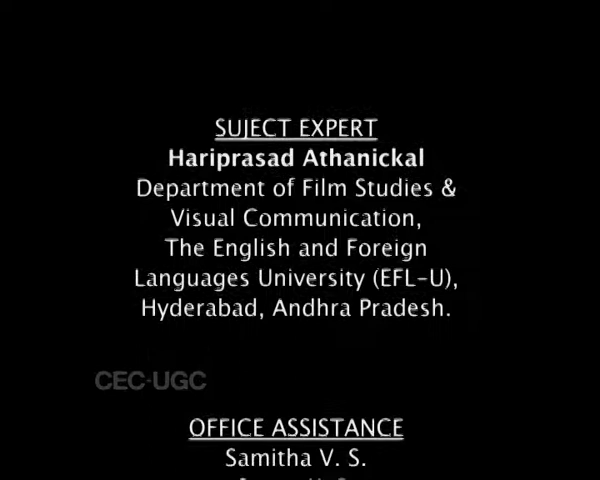 SUJECT EXPERT
Hariprasad Athanickal
Department of Film Studies &
Visual Communication,
The English and Foreign
Languages University (EFL-U),
Hyderabad, Andhra Pradesh.
CEC-UGC
OFFICE ASSISTANCE
Samitha V. S.